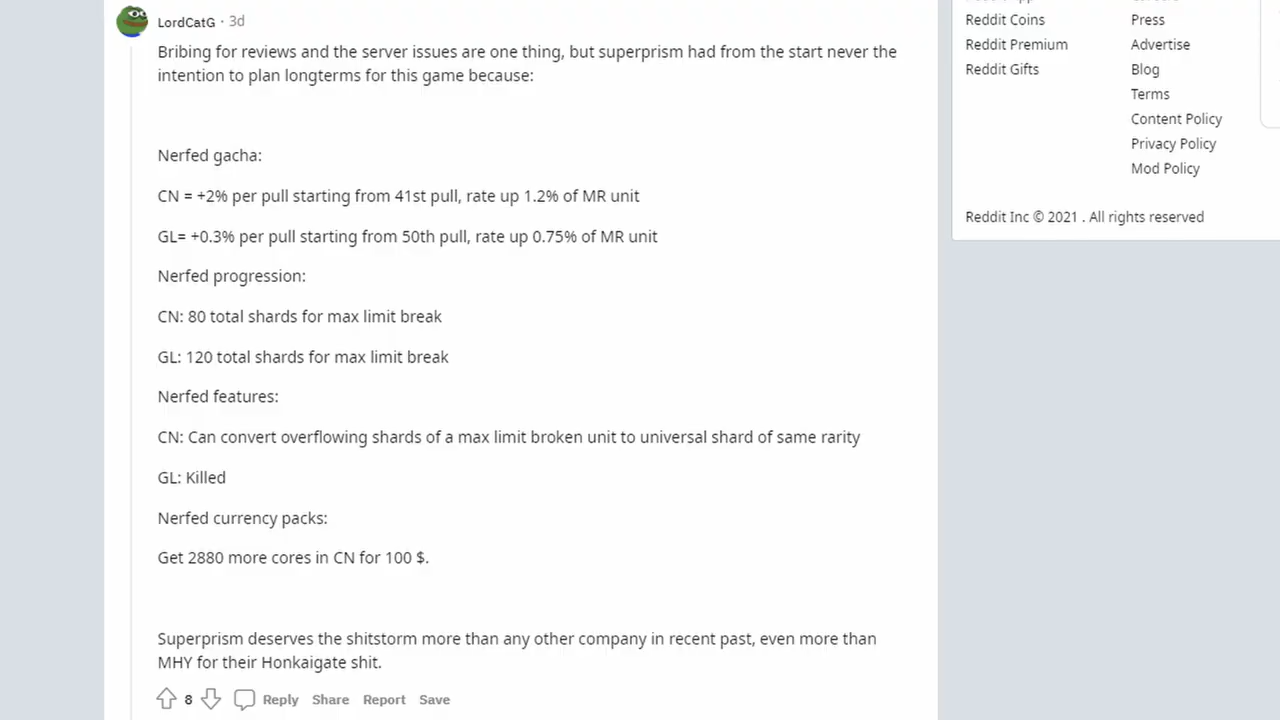 LordCatG · 3d
Bribing for reviews and the server issues are one thing, but superprism had from the start never the
intention to plan longterms for this game because:
Nerfed gacha:
CN = +2% per pull starting from 41st pull, rate up 1.2% of MR unit
GL= +0.3% per pull starting from 50th pull, rate up 0.75% of MR unit
Nerfed progression:
CN: 80 total shards for max limit break
GL: 120 total shards for max limit break
Nerfed features:
CN: Can convert overflowing shards of a max limit broken unit to universal shard of same rarity
GL: Killed
Nerfed currency packs:
Get 2880 more cores in CN for 100 $.
Superprism deserves the shitstorm more than any other company in recent past, even more than
MHY for their Honkaigate shit.
8 Reply Share Report Save
Reddit Coins
Reddit Premium
Reddit Gifts
Press
Advertise
Blog
Terms
Content Policy
Privacy Policy
Mod Policy
Reddit Inc © 2021 . All rights reserved